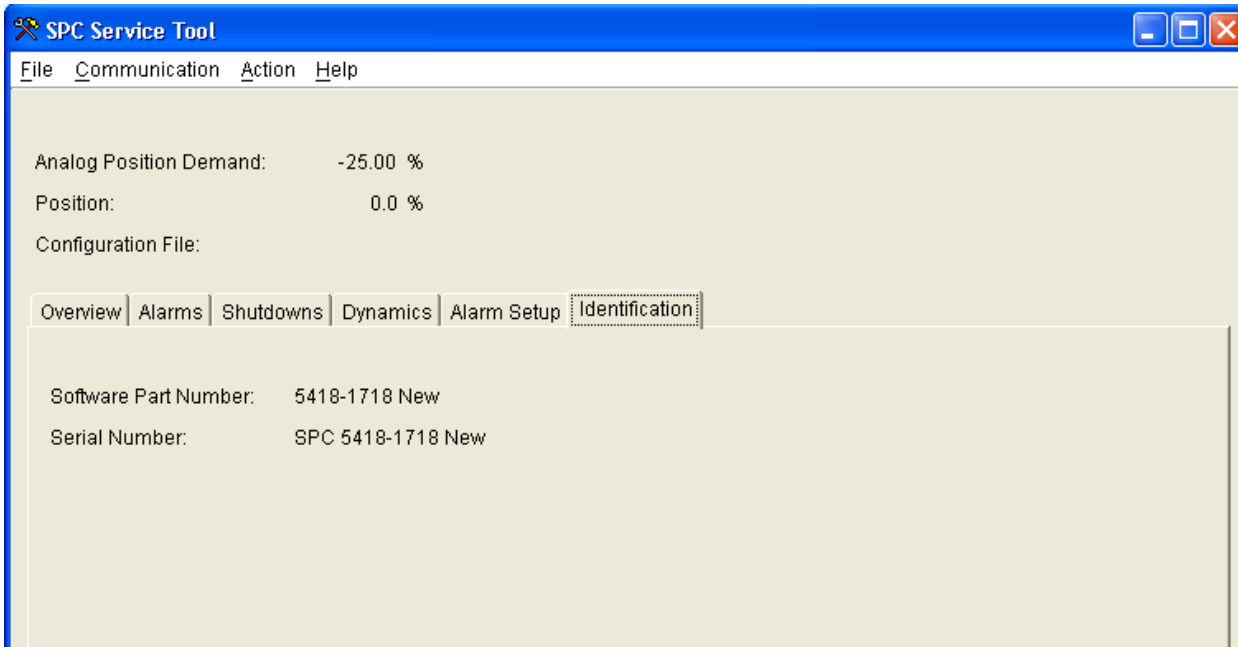 SPC Service Tool
File Communication Action Help
Analog Position Demand: -25.00 %
Position: 0.0 %
Configuration File:
Overview Alarms Shutdowns Dynamics Alarm Setup Identification
Software Part Number: 5418-1718 New
Serial Number: SPC 5418-1718 New